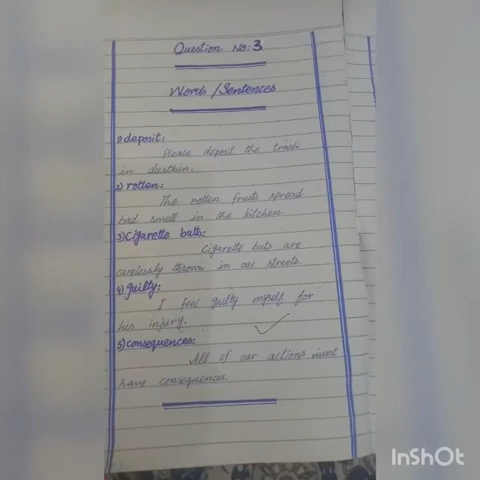 Question No: 3
Words/Sentences
1) deposit:
Please deposit the trash
in dustbin.
2) rotten:
The rotten fruits spread
bad smell in the kitchen.
3) Cigarette butts:
Cigarette buts are
carelessly thrown in our streets.
4) guilty:
I feel guilty myself for
his injury.
5) consequences:
All of our actions must
have consequences.
InShOt